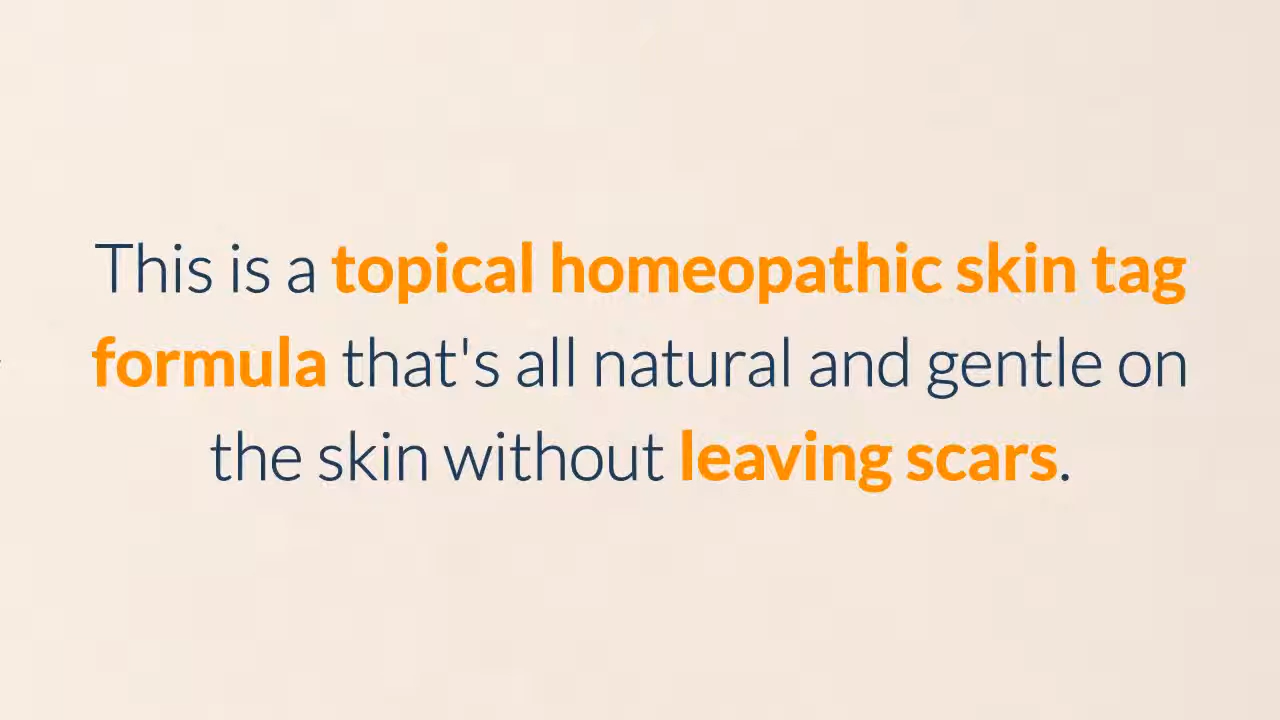 This is a topical homeopathic skin tag
formula that's all natural and gentle on
the skin without leaving scars.